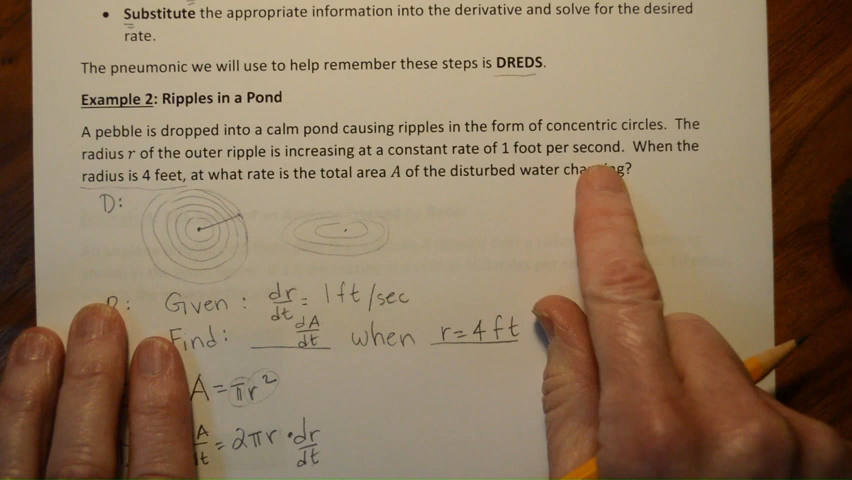 • Substitute the appropriate information into the derivative and solve for the desired
rate.
The pneumonic we will use to help remember these steps is DREDS.
Example 2: Ripples in a Pond
A pebble is dropped into a calm pond causing ripples in the form of concentric circles. The
radius r of the outer ripple is increasing at a constant rate of 1 foot per second. When the
radius is 4 feet, at what rate is the total area A of the disturbed water changing?
D:
R: Given: dr/dt = 1 ft/sec
Find: dA/dt when r = 4 ft
A = πr²
dA/dt = 2πr · dr/dt